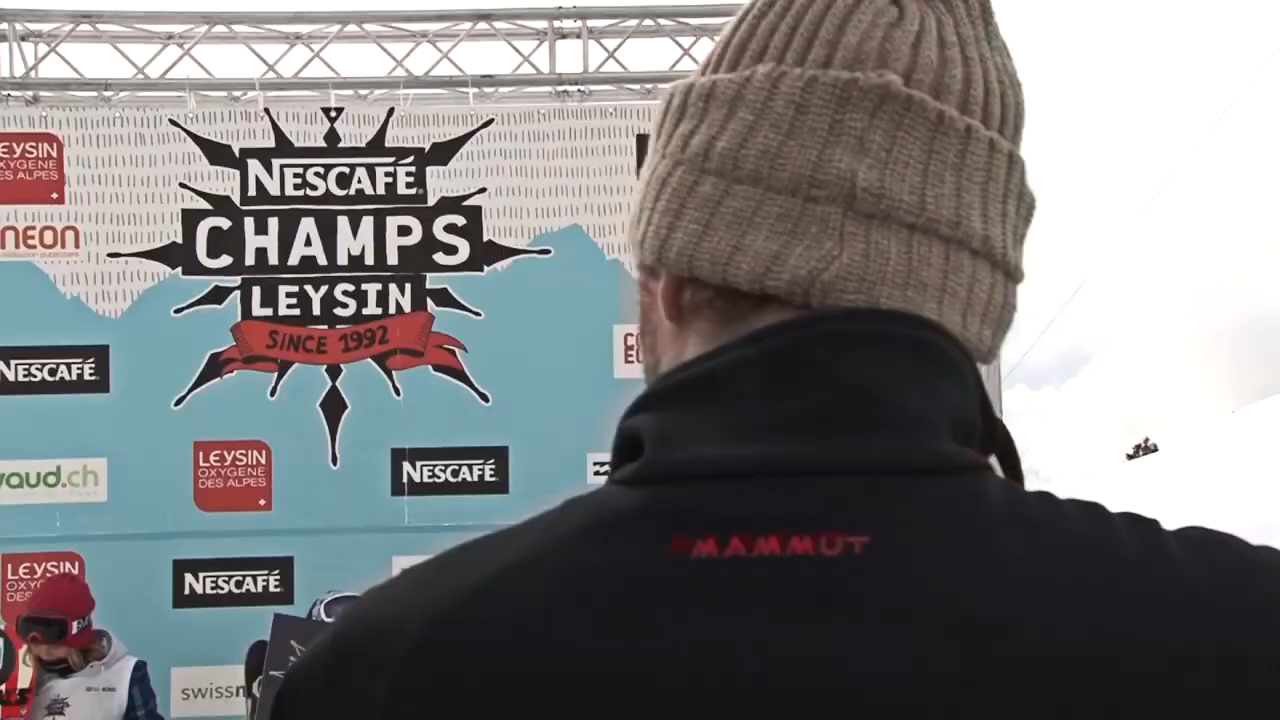 LEYSIN
OXYGENE
DES ALPES
NEON
NESCAFÉ
CHAMPS
LEYSIN
SINCE 1992
NESCAFÉ
vaud.ch
LEYSIN
OXYGENE
DES ALPES
NESCAFÉ
MAMMUT
LEYSIN
NESCAFÉ
swiss